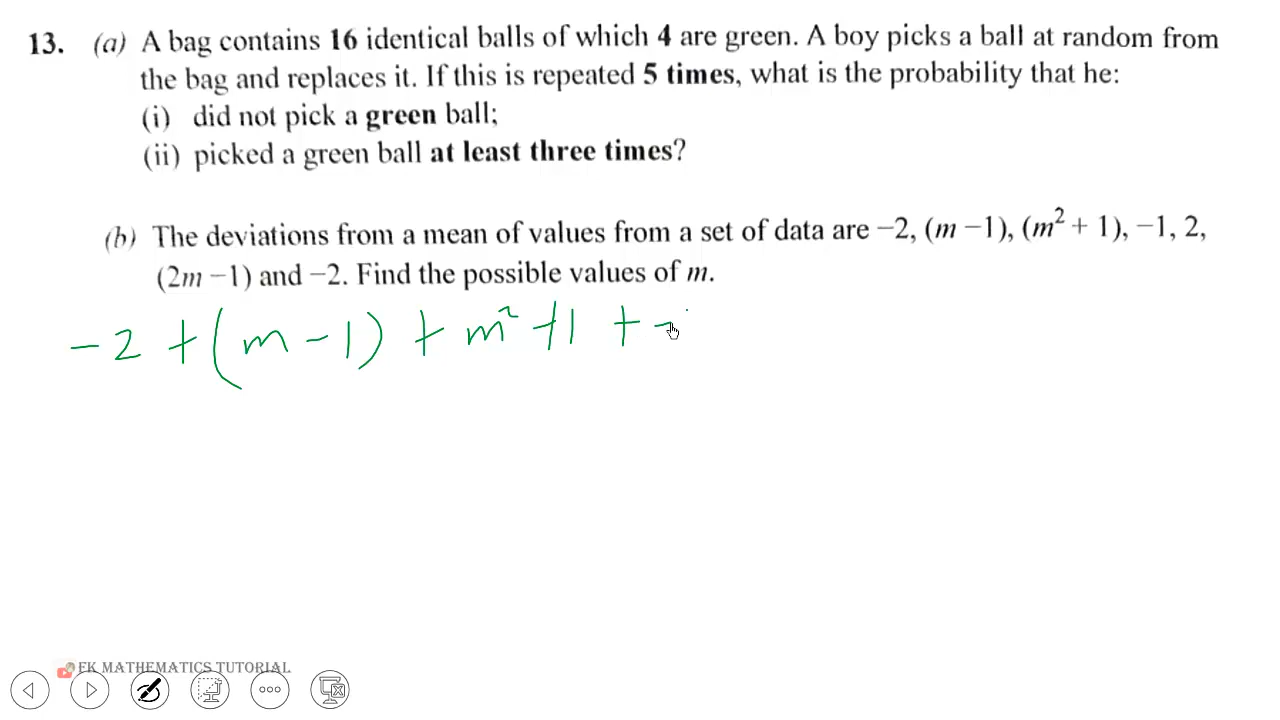 13. (a) A bag contains 16 identical balls of which 4 are green. A boy picks a ball at random from
the bag and replaces it. If this is repeated 5 times, what is the probability that he:
(i) did not pick a green ball;
(ii) picked a green ball at least three times?
(b) The deviations from a mean of values from a set of data are −2, (m −1), (m² + 1), −1, 2,
(2m −1) and −2. Find the possible values of m.
-2 + (m - 1) + m² + 1 + -
EK MATHEMATICS TUTORIAL